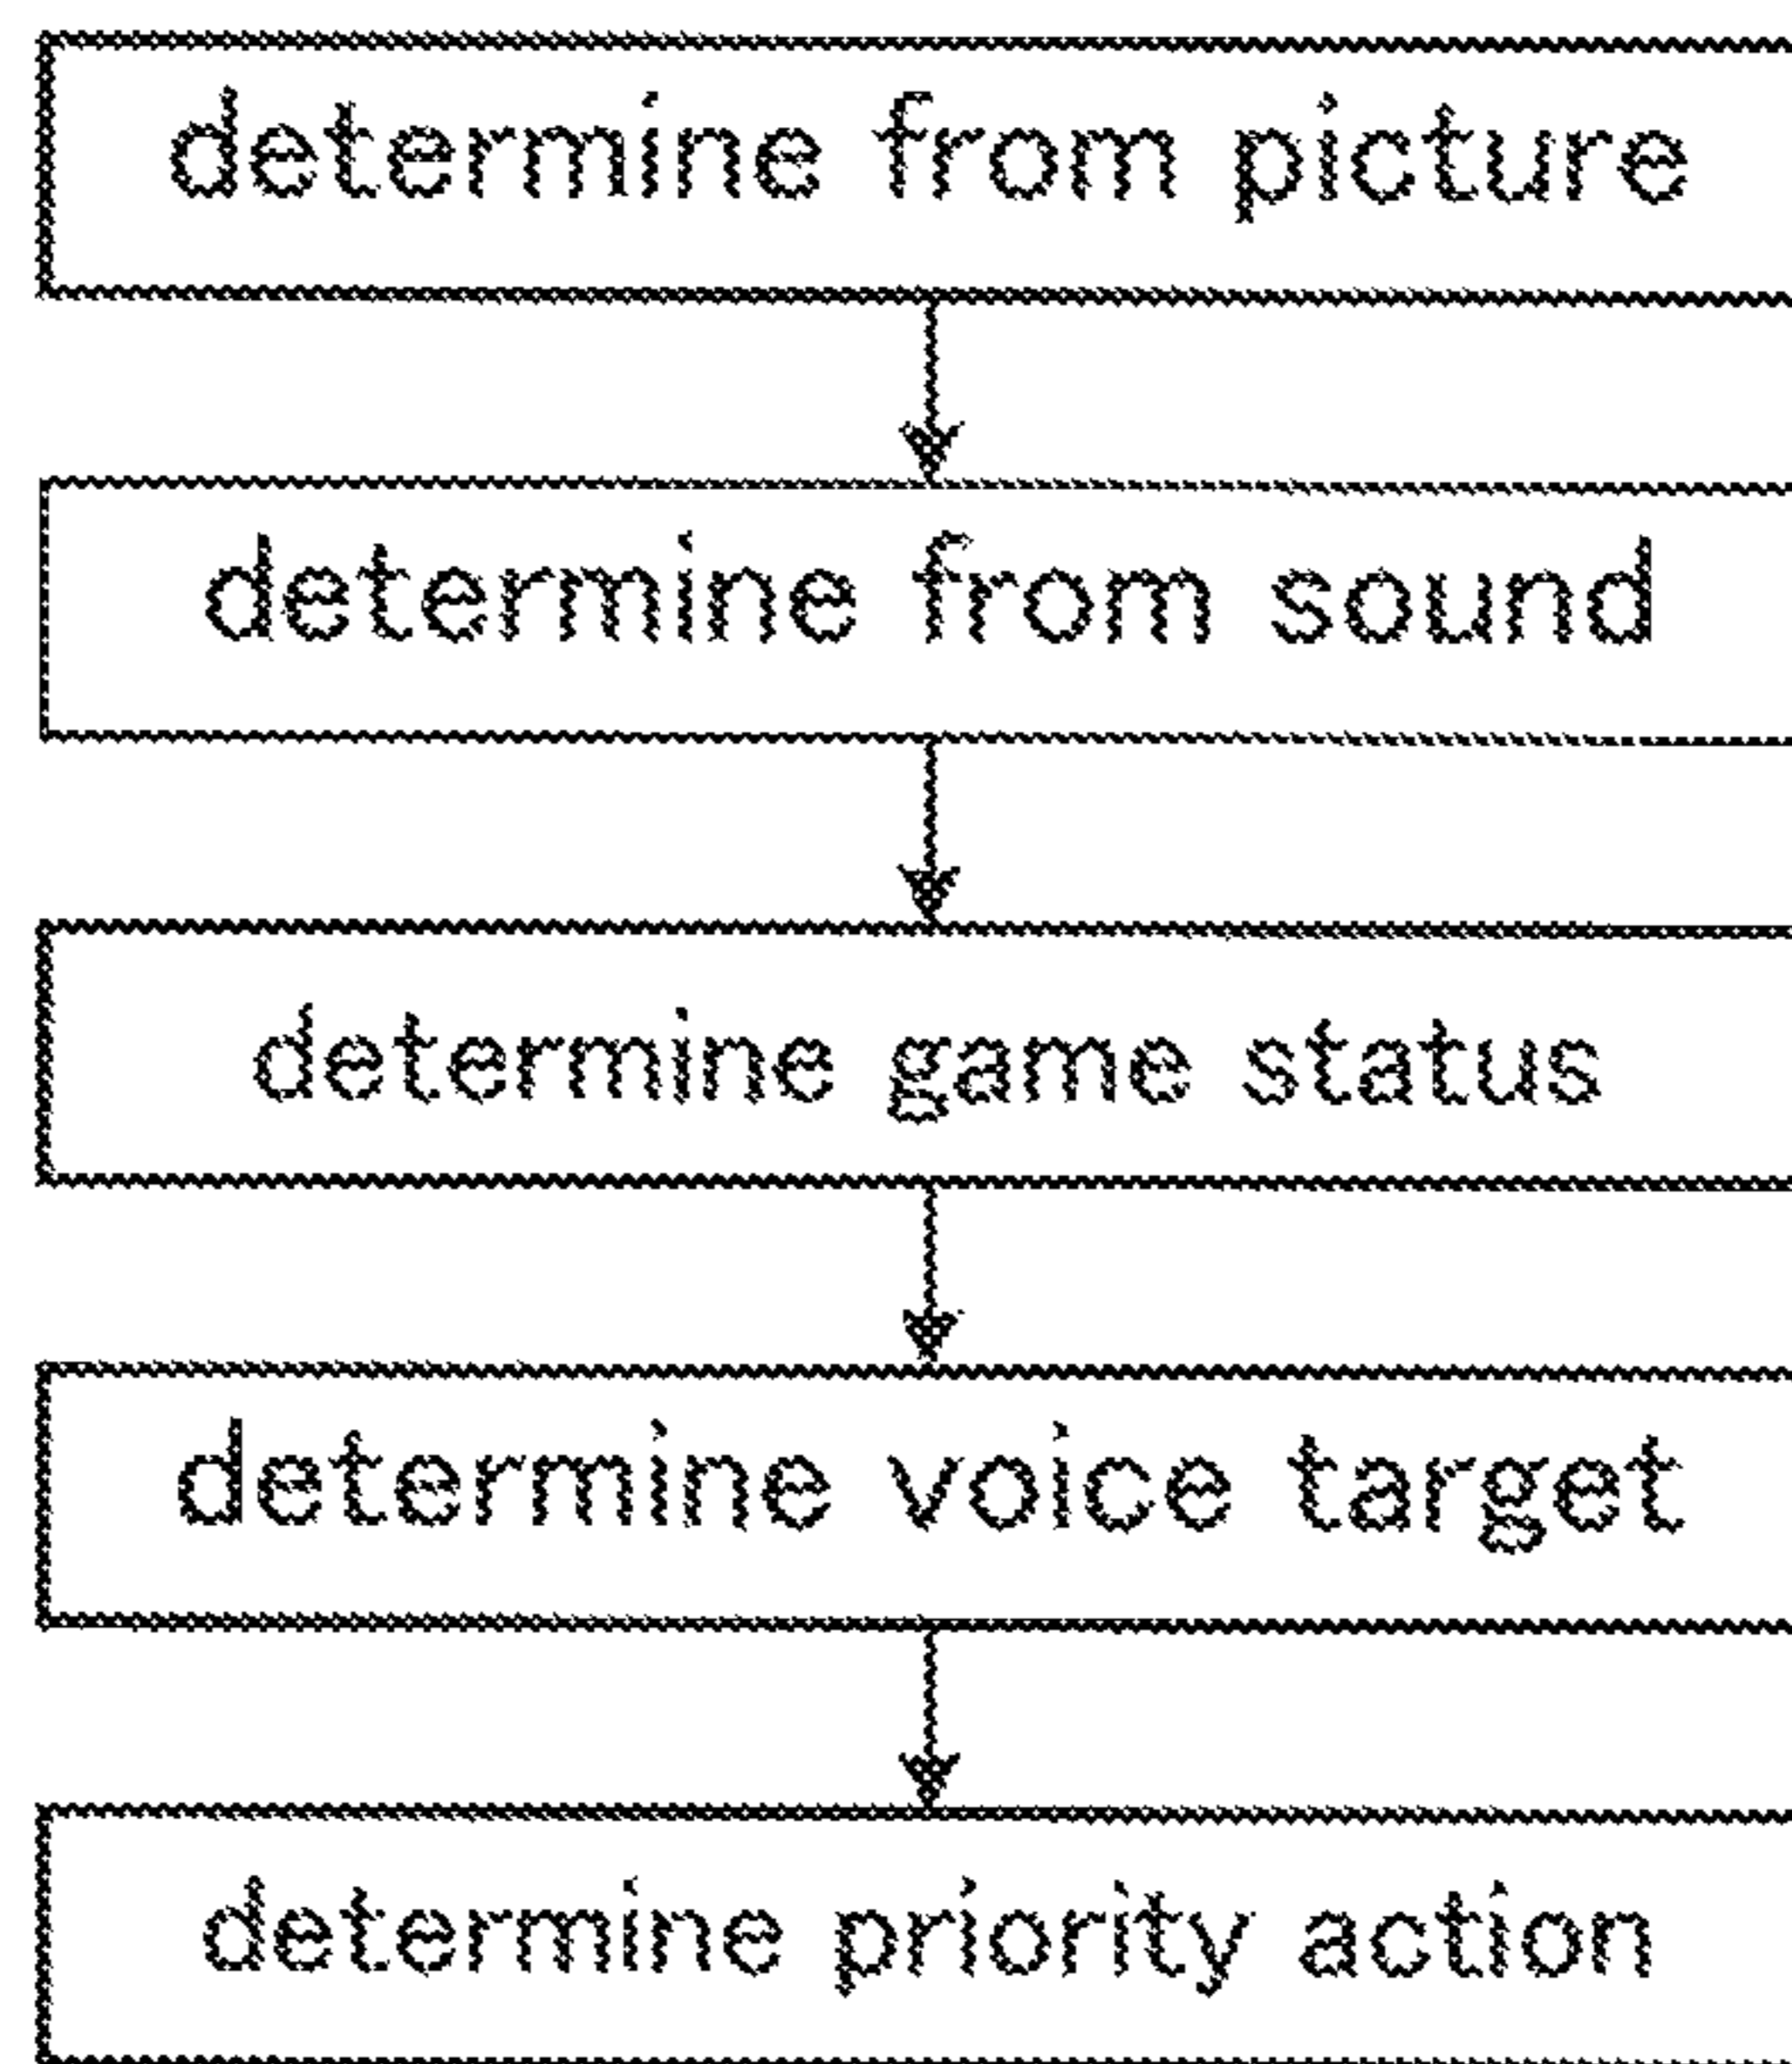 determine from picture
determine from sound
determine game status
determine voice target
determine priority action